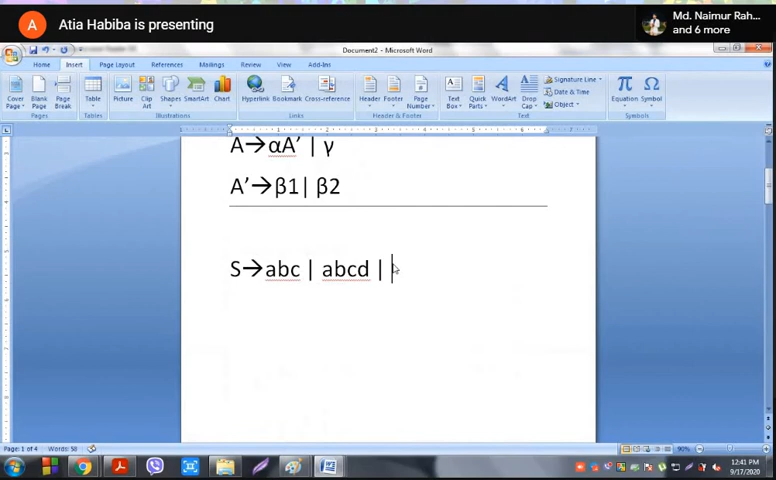 A Atia Habiba is presenting
Md. Naimur Rah...
and 6 more
Document2 - Microsoft Word
Home Insert Page Layout References Mailings Review View Add-Ins
Cover Page Blank Page Page Break Table Picture Clip Art Shapes SmartArt Chart Hyperlink Bookmark Cross-reference Header Footer Page Number Text Box Quick Parts WordArt Drop Cap Signature Line Date & Time Object Equation Symbol
Pages Tables Illustrations Links Header & Footer Text Symbols
A→αA’ | γ
A’→β1| β2
S→abc | abcd |
Page: 1 of 4 Words: 58 90%
12:41 PM
9/17/2020